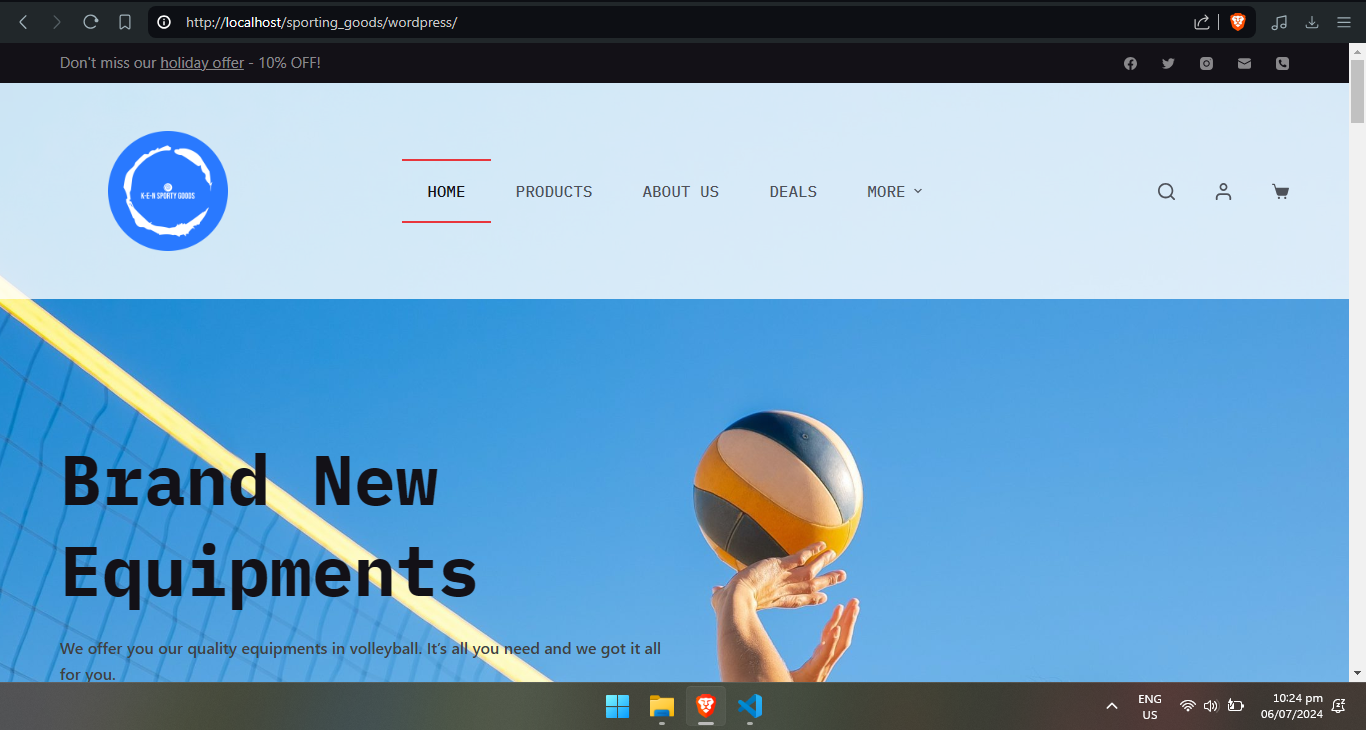 http://localhost/sporting_goods/wordpress/
Don't miss our holiday offer - 10% OFF!
K-E-N SPORTY GOODS
HOME PRODUCTS ABOUT US DEALS MORE
Brand New
Equipments
We offer you our quality equipments in volleyball. It’s all you need and we got it all
for you.
ENG
US
10:24 pm
06/07/2024